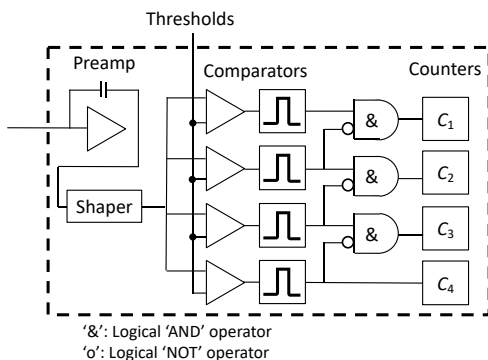 Thresholds
Preamp
Comparators
Counters
& C1
Shaper
& C2
& C3
C4
‘&’: Logical ‘AND’ operator
‘o’: Logical ‘NOT’ operator